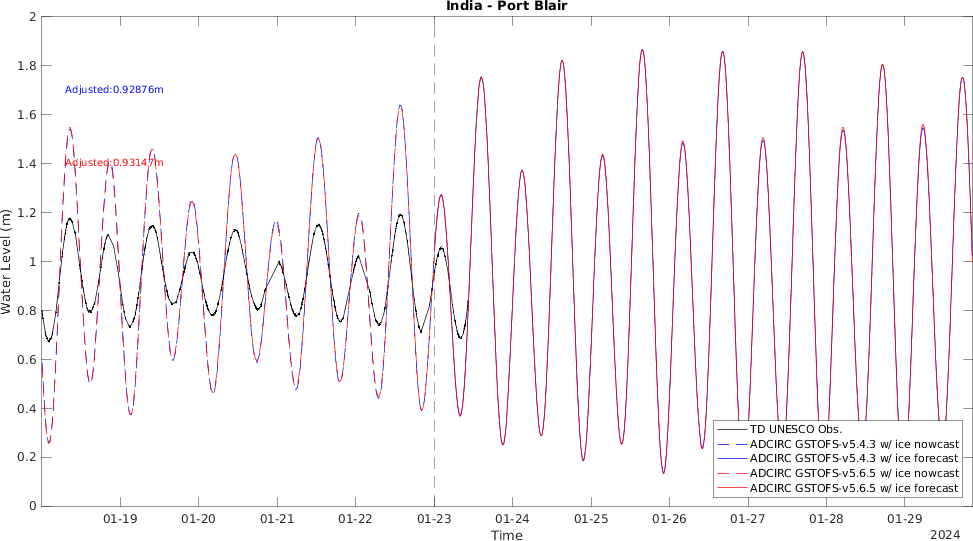 India - Port Blair
Water Level (m)
2
1.8
1.6
1.4
1.2
1
0.8
0.6
0.4
0.2
0
Adjusted:0.92876m
Adjusted:0.93147m
TD UNESCO Obs.
ADCIRC GSTOFS-v5.4.3 w/ ice nowcast
ADCIRC GSTOFS-v5.4.3 w/ ice forecast
ADCIRC GSTOFS-v5.6.5 w/ ice nowcast
ADCIRC GSTOFS-v5.6.5 w/ ice forecast
01-19 01-20 01-21 01-22 01-23 01-24 01-25 01-26 01-27 01-28 01-29
Time
2024